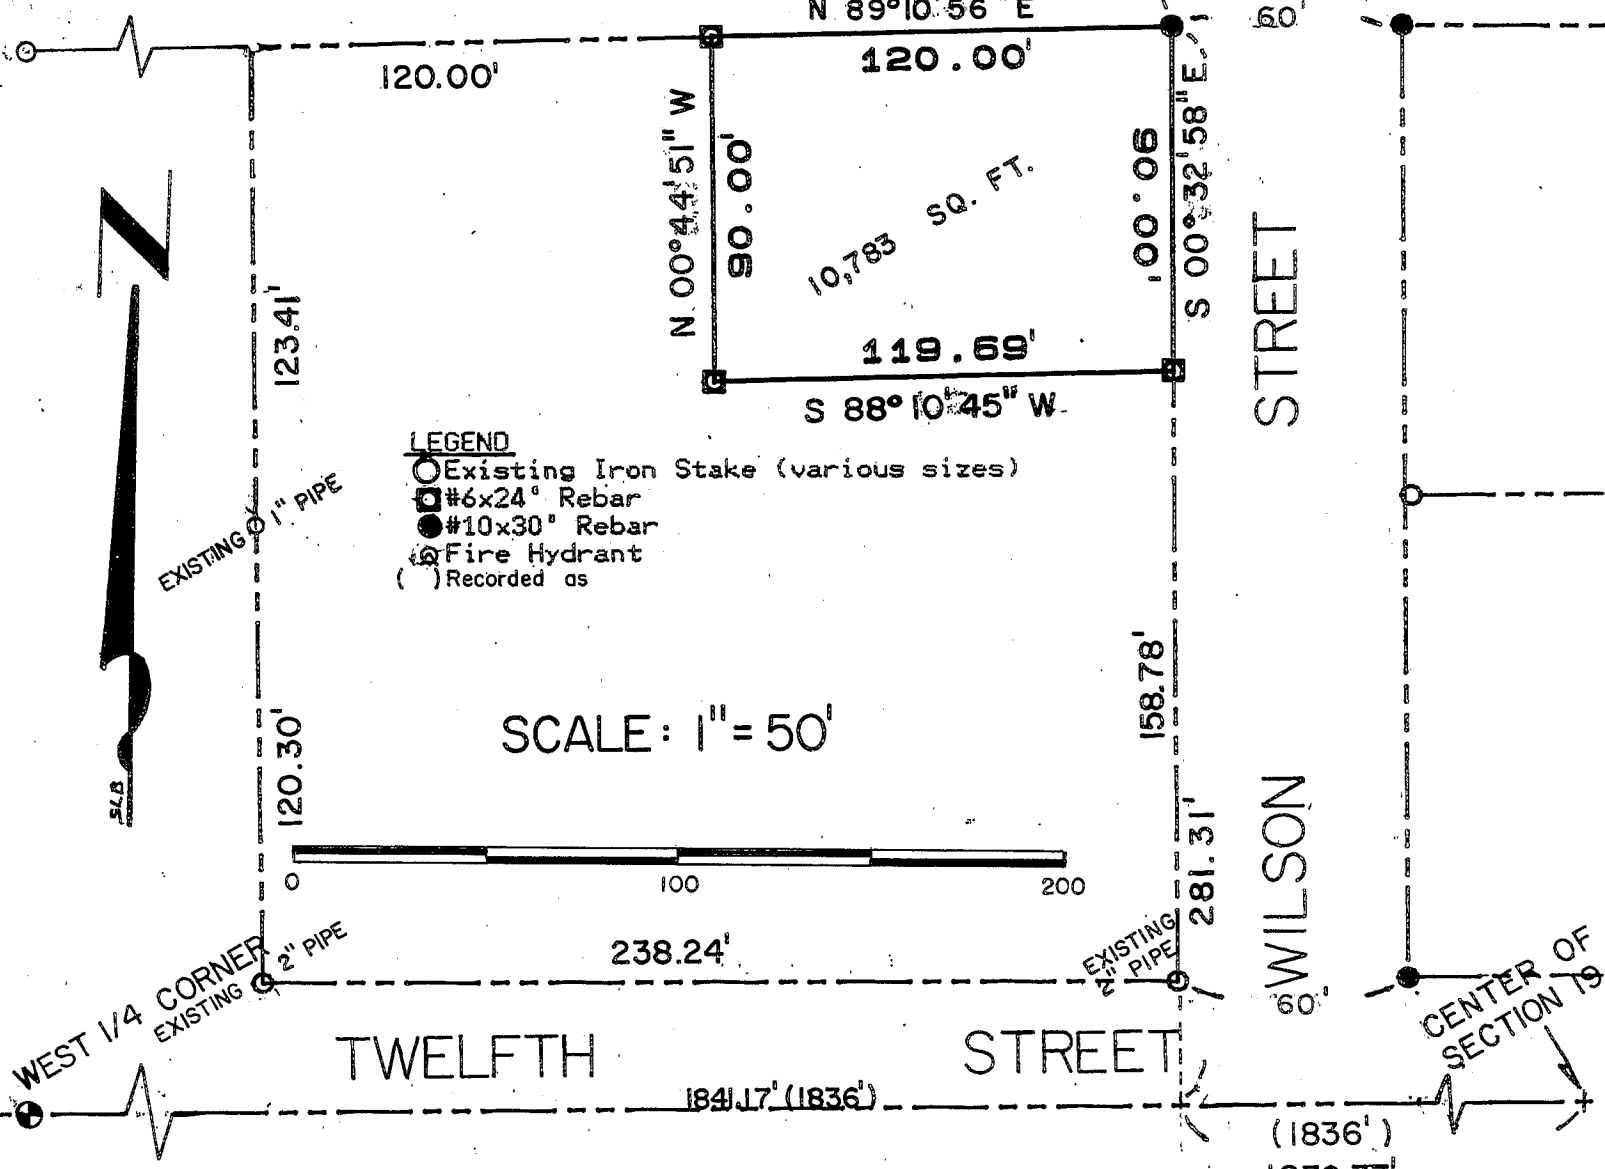 N 89°10'56" E
60'
120.00'
120.00'
N 00°44'51" W
90.00'
90.00'
S 00°32'58" E
10,783 SQ. FT.
123.41'
119.69'
S 88°10'45" W
STREET
LEGEND
Existing Iron Stake (various sizes)
#6x24" Rebar
#10x30" Rebar
Fire Hydrant
( ) Recorded as
EXISTING 1" PIPE
158.78'
SCALE: 1"= 50'
120.30'
SLB
281.31'
WILSON
0 100 200
238.24'
WEST 1/4 CORNER
EXISTING 2" PIPE
EXISTING
2" PIPE
60'
CENTER OF
SECTION 19
TWELFTH STREET
1841.17' (1836')
(1836')